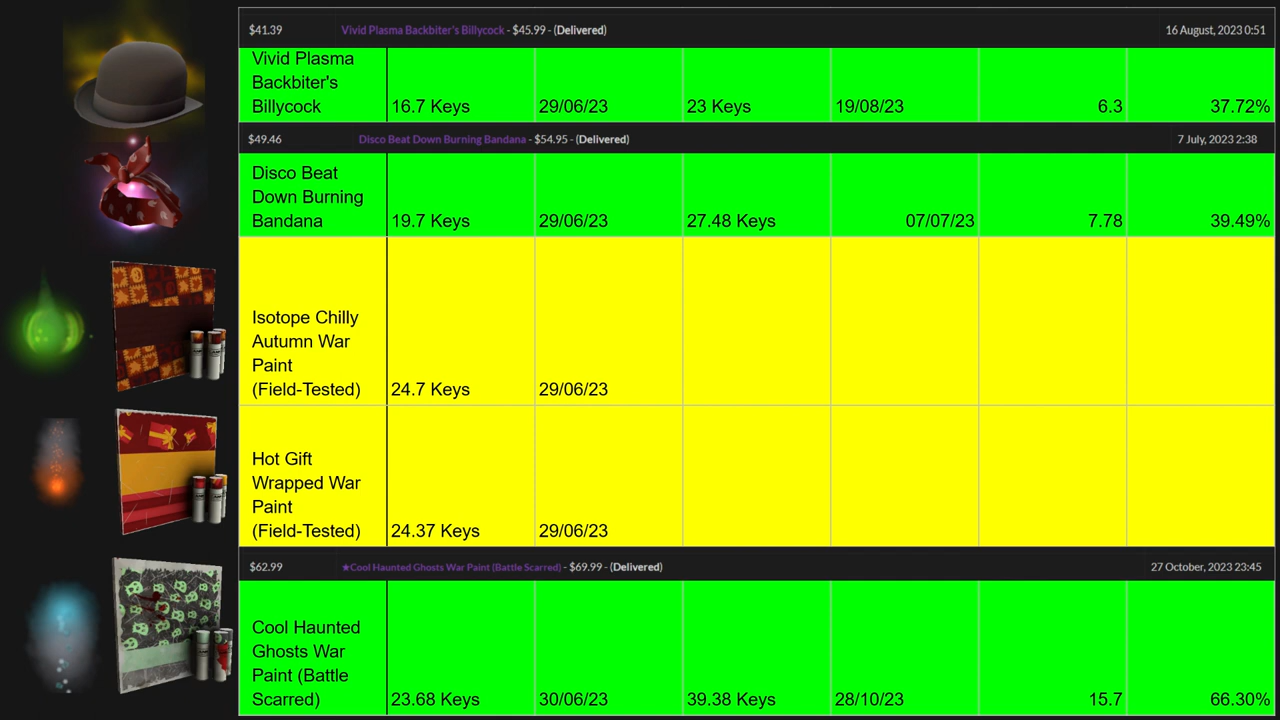 $41.39 Vivid Plasma Backbiter's Billycock - $45.99 - (Delivered) 16 August, 2023 0:51
Vivid Plasma
Backbiter's
Billycock 16.7 Keys 29/06/23 23 Keys 19/08/23 6.3 37.72%
$49.46 Disco Beat Down Burning Bandana - $54.95 - (Delivered) 7 July, 2023 2:38
Disco Beat
Down Burning
Bandana 19.7 Keys 29/06/23 27.48 Keys 07/07/23 7.78 39.49%
Isotope Chilly
Autumn War
Paint
(Field-Tested) 24.7 Keys 29/06/23
Hot Gift
Wrapped War
Paint
(Field-Tested) 24.37 Keys 29/06/23
$62.99 ★Cool Haunted Ghosts War Paint (Battle Scarred) - $69.99 - (Delivered) 27 October, 2023 23:45
Cool Haunted
Ghosts War
Paint (Battle
Scarred) 23.68 Keys 30/06/23 39.38 Keys 28/10/23 15.7 66.30%